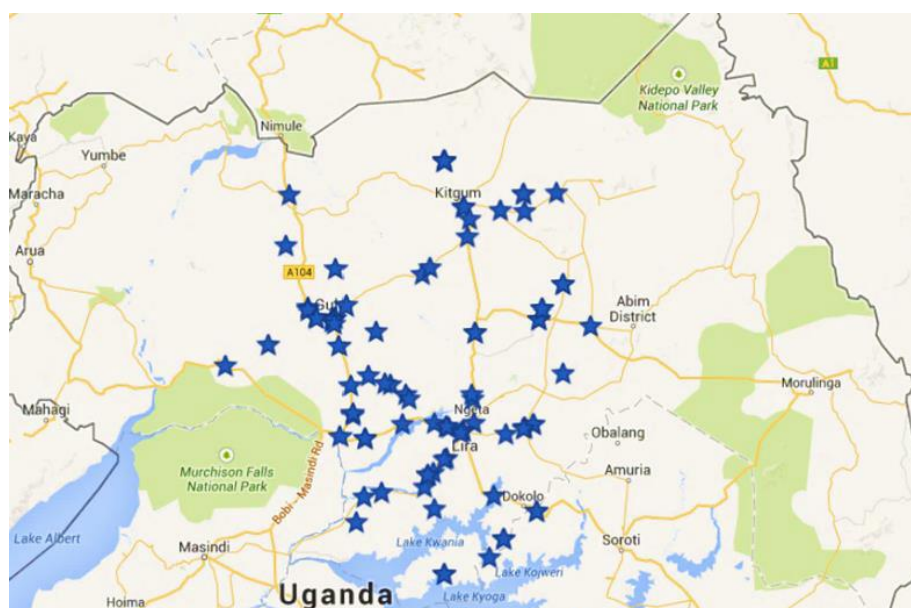 A1
Kidepo Valley
National Park
Nimule
Kaya
Yumbe
Maracha
Kitgum
Arua
A104
Gul
Abim
District
Morulinga
Mahagi
Ngeta
Lira
Obalang
Amuria
Murchison Falls
National Park
Bobi - Masindi Rd
Dokolo
Soroti
Lake Albert
Masindi
Lake Kwania
Lake Kojweri
Lake Kyoga
Uganda
Hoima